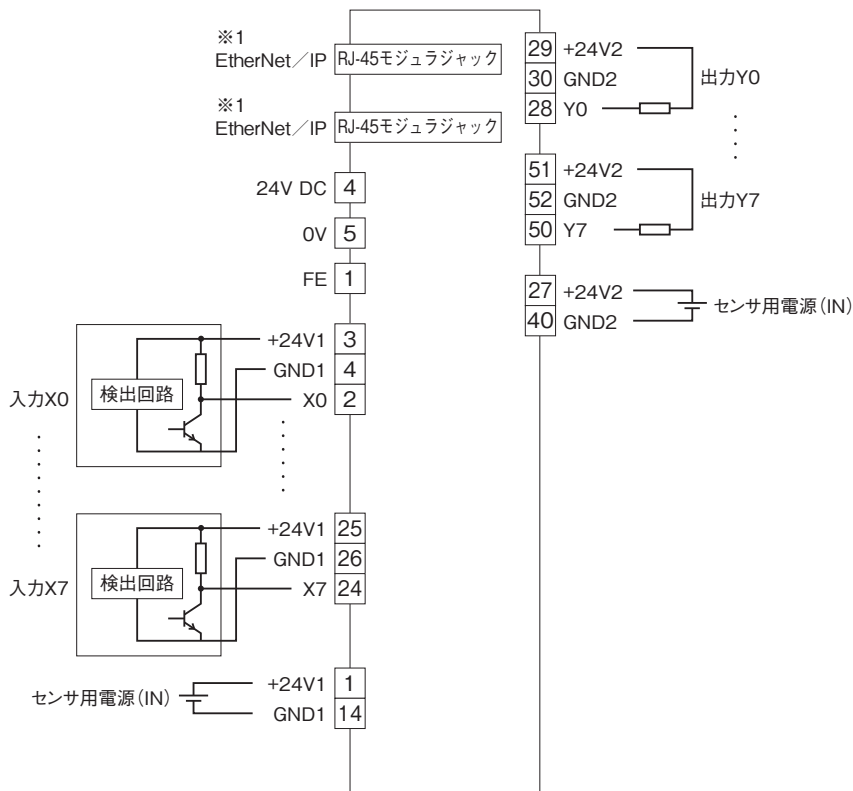 ※1
EtherNet／IP RJ-45モジュラジャック
※1
EtherNet／IP RJ-45モジュラジャック
24V DC 4
0V 5
FE 1
+24V1 3
GND1 4
X0 2
入力X0
検出回路
+24V1 25
GND1 26
X7 24
入力X7
検出回路
センサ用電源（IN）
+24V1 1
GND1 14
29 +24V2
30 GND2
28 Y0
出力Y0
51 +24V2
52 GND2
50 Y7
出力Y7
27 +24V2
40 GND2
センサ用電源（IN）